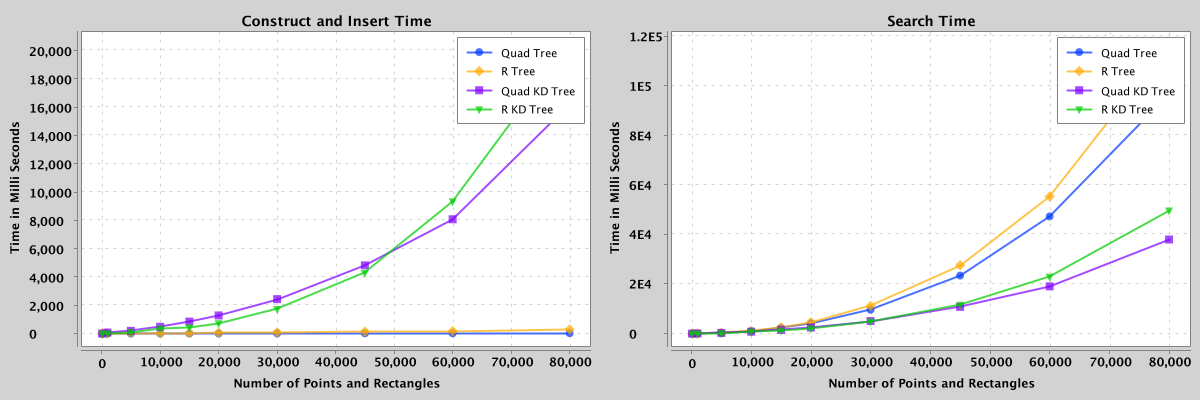 Construct and Insert Time
Time in Milli Seconds
20,000
18,000
16,000
14,000
12,000
10,000
8,000
6,000
4,000
2,000
0
Quad Tree
R Tree
Quad KD Tree
R KD Tree
0 10,000 20,000 30,000 40,000 50,000 60,000 70,000 80,000
Number of Points and Rectangles
Search Time
Time in Milli Seconds
1.2E5
1E5
8E4
6E4
4E4
2E4
0
Quad Tree
R Tree
Quad KD Tree
R KD Tree
0 10,000 20,000 30,000 40,000 50,000 60,000 70,000 80,000
Number of Points and Rectangles